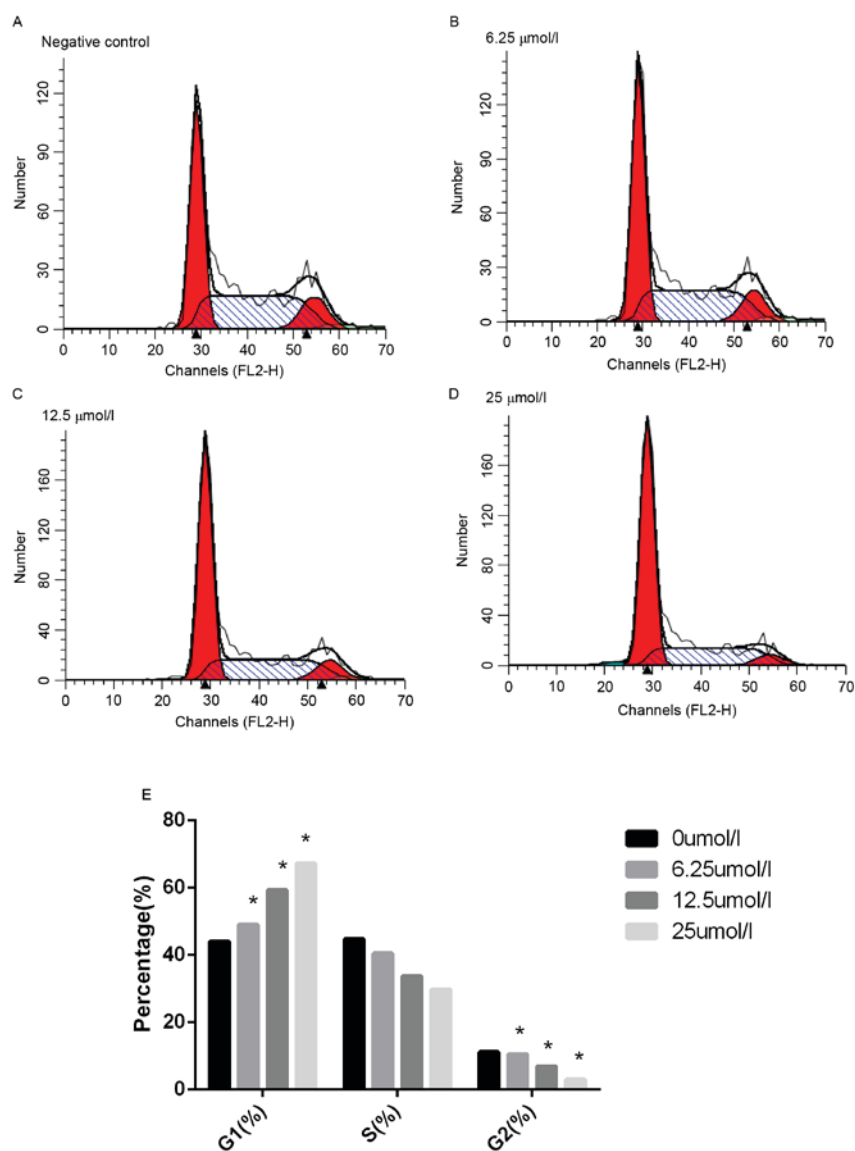 A
Negative control
120
90
60
30
0
Number
0 10 20 30 40 50 60 70
Channels (FL2-H)
B
6.25 μmol/l
120
90
60
30
0
Number
0 10 20 30 40 50 60 70
Channels (FL2-H)
C
12.5 μmol/l
160
120
80
40
0
Number
0 10 20 30 40 50 60 70
Channels (FL2-H)
D
25 μmol/l
160
120
80
40
0
Number
0 10 20 30 40 50 60 70
Channels (FL2-H)
E
80
60
40
20
0
Percentage(%)
* * *
* * *
G1(%) S(%) G2(%)
0umol/l
6.25umol/l
12.5umol/l
25umol/l